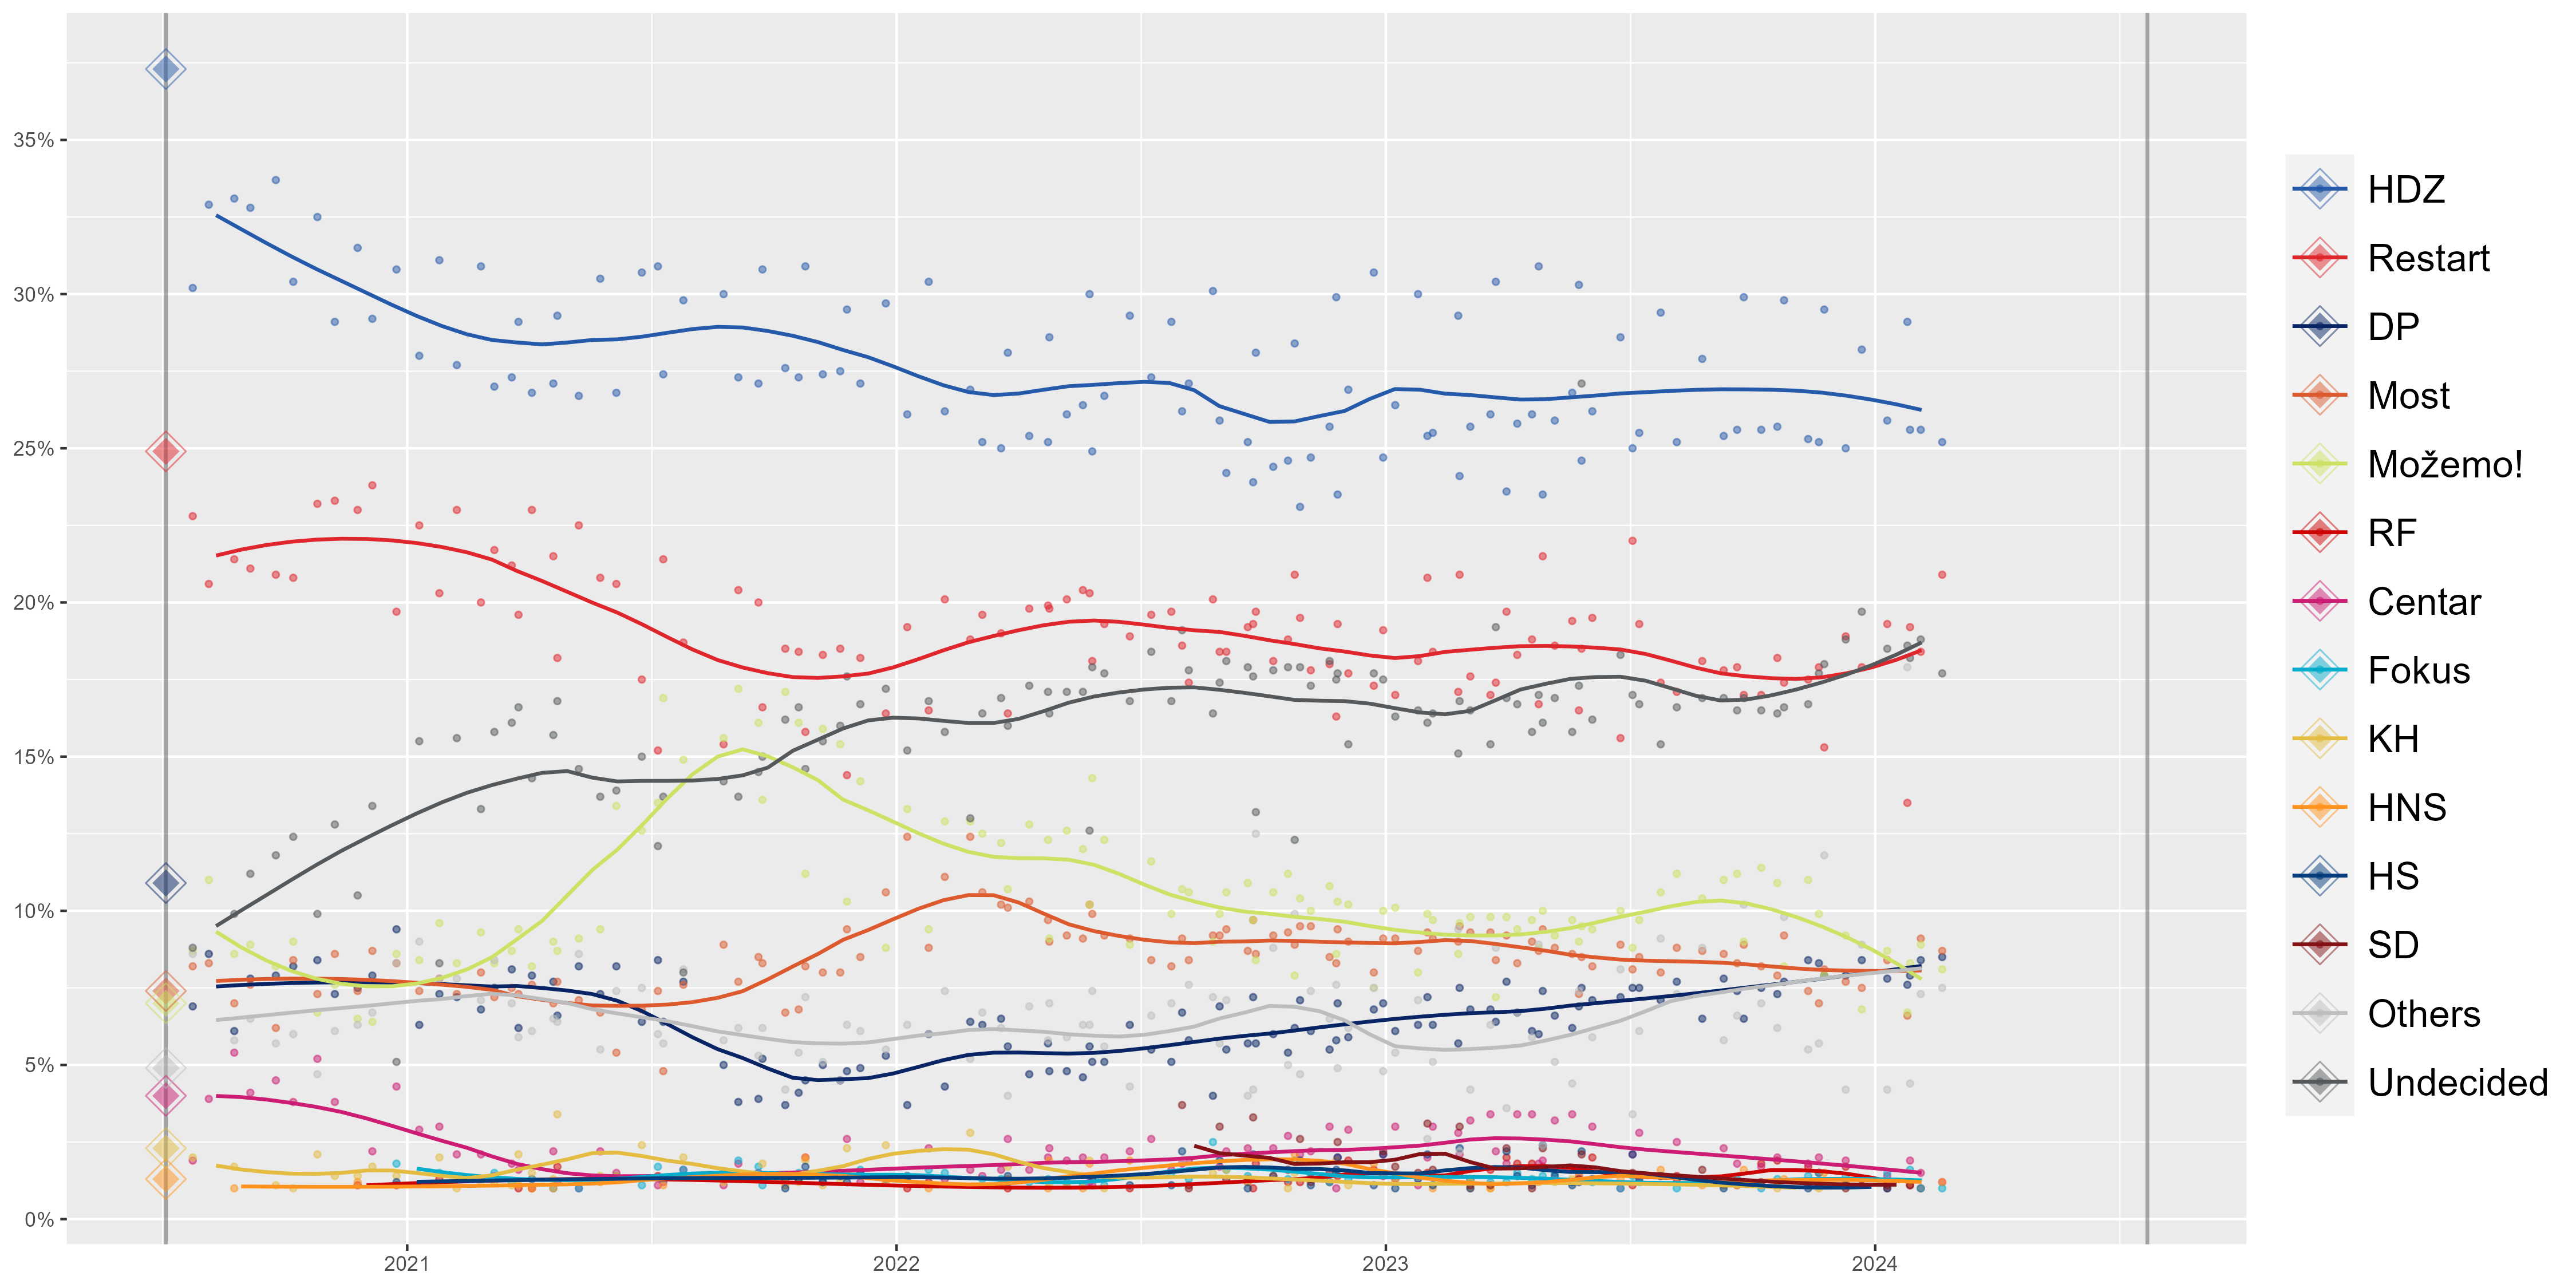 35%
30%
25%
20%
15%
10%
5%
0%
2021
2022
2023
2024
HDZ
Restart
DP
Most
Možemo!
RF
Centar
Fokus
KH
HNS
HS
SD
Others
Undecided